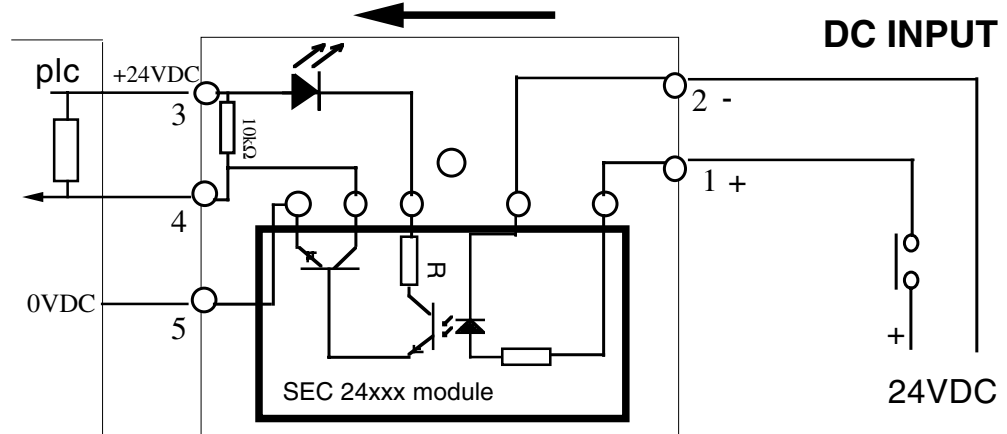 DC INPUT
plc
+24VDC
3
10kΩ
2 -
1 +
4
0VDC
5
R
+
SEC 24xxx module
24VDC